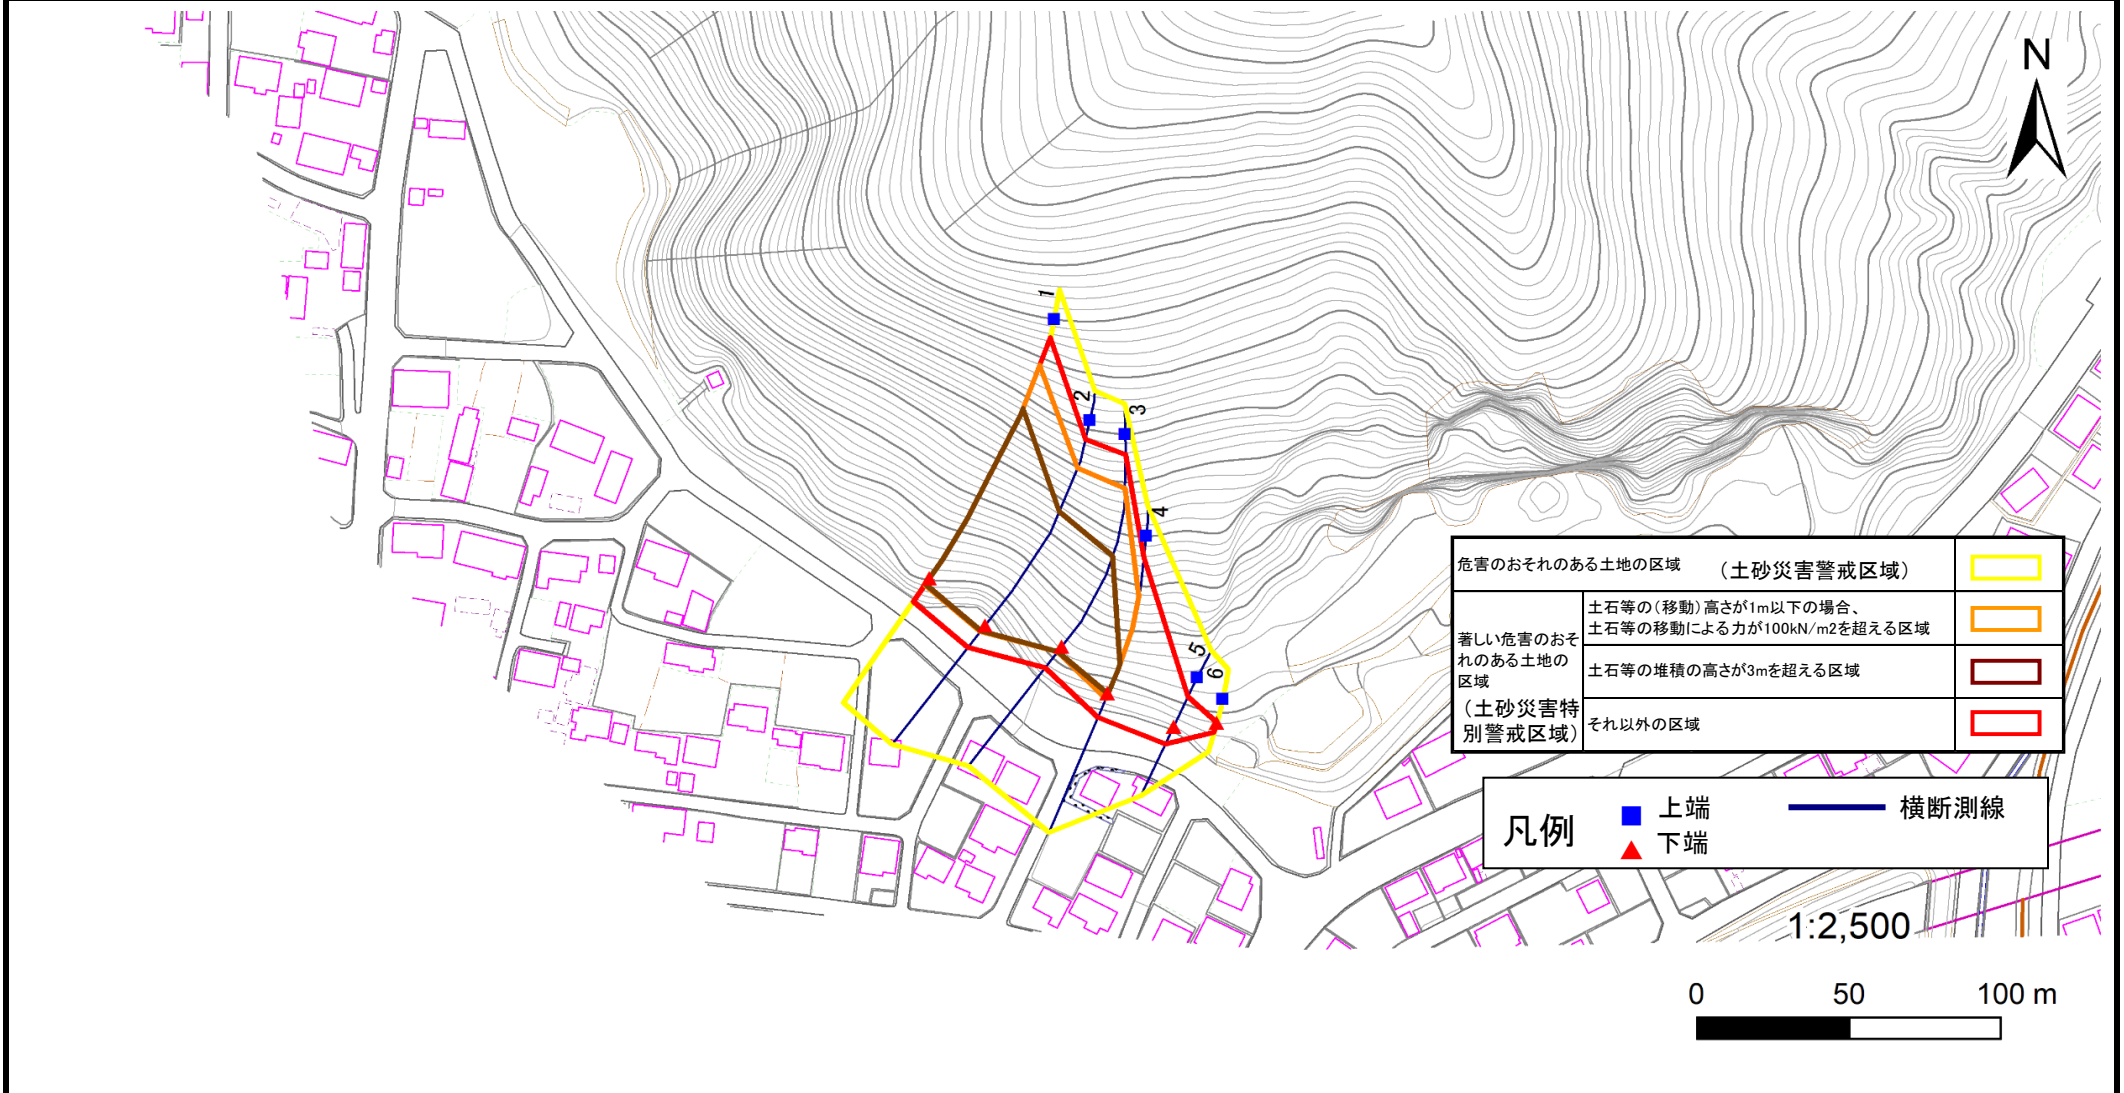 N
1
2
3
4
5
6
危害のおそれのある土地の区域 （土砂災害警戒区域）
著しい危害のおそ
れのある土地の
区域
（土砂災害特
別警戒区域）
土石等の（移動）高さが1m以下の場合、
土石等の移動による力が100kN/m2を超える区域
土石等の堆積の高さが3mを超える区域
それ以外の区域
凡例
上端
下端
横断測線
1:2,500
0 50 100 m